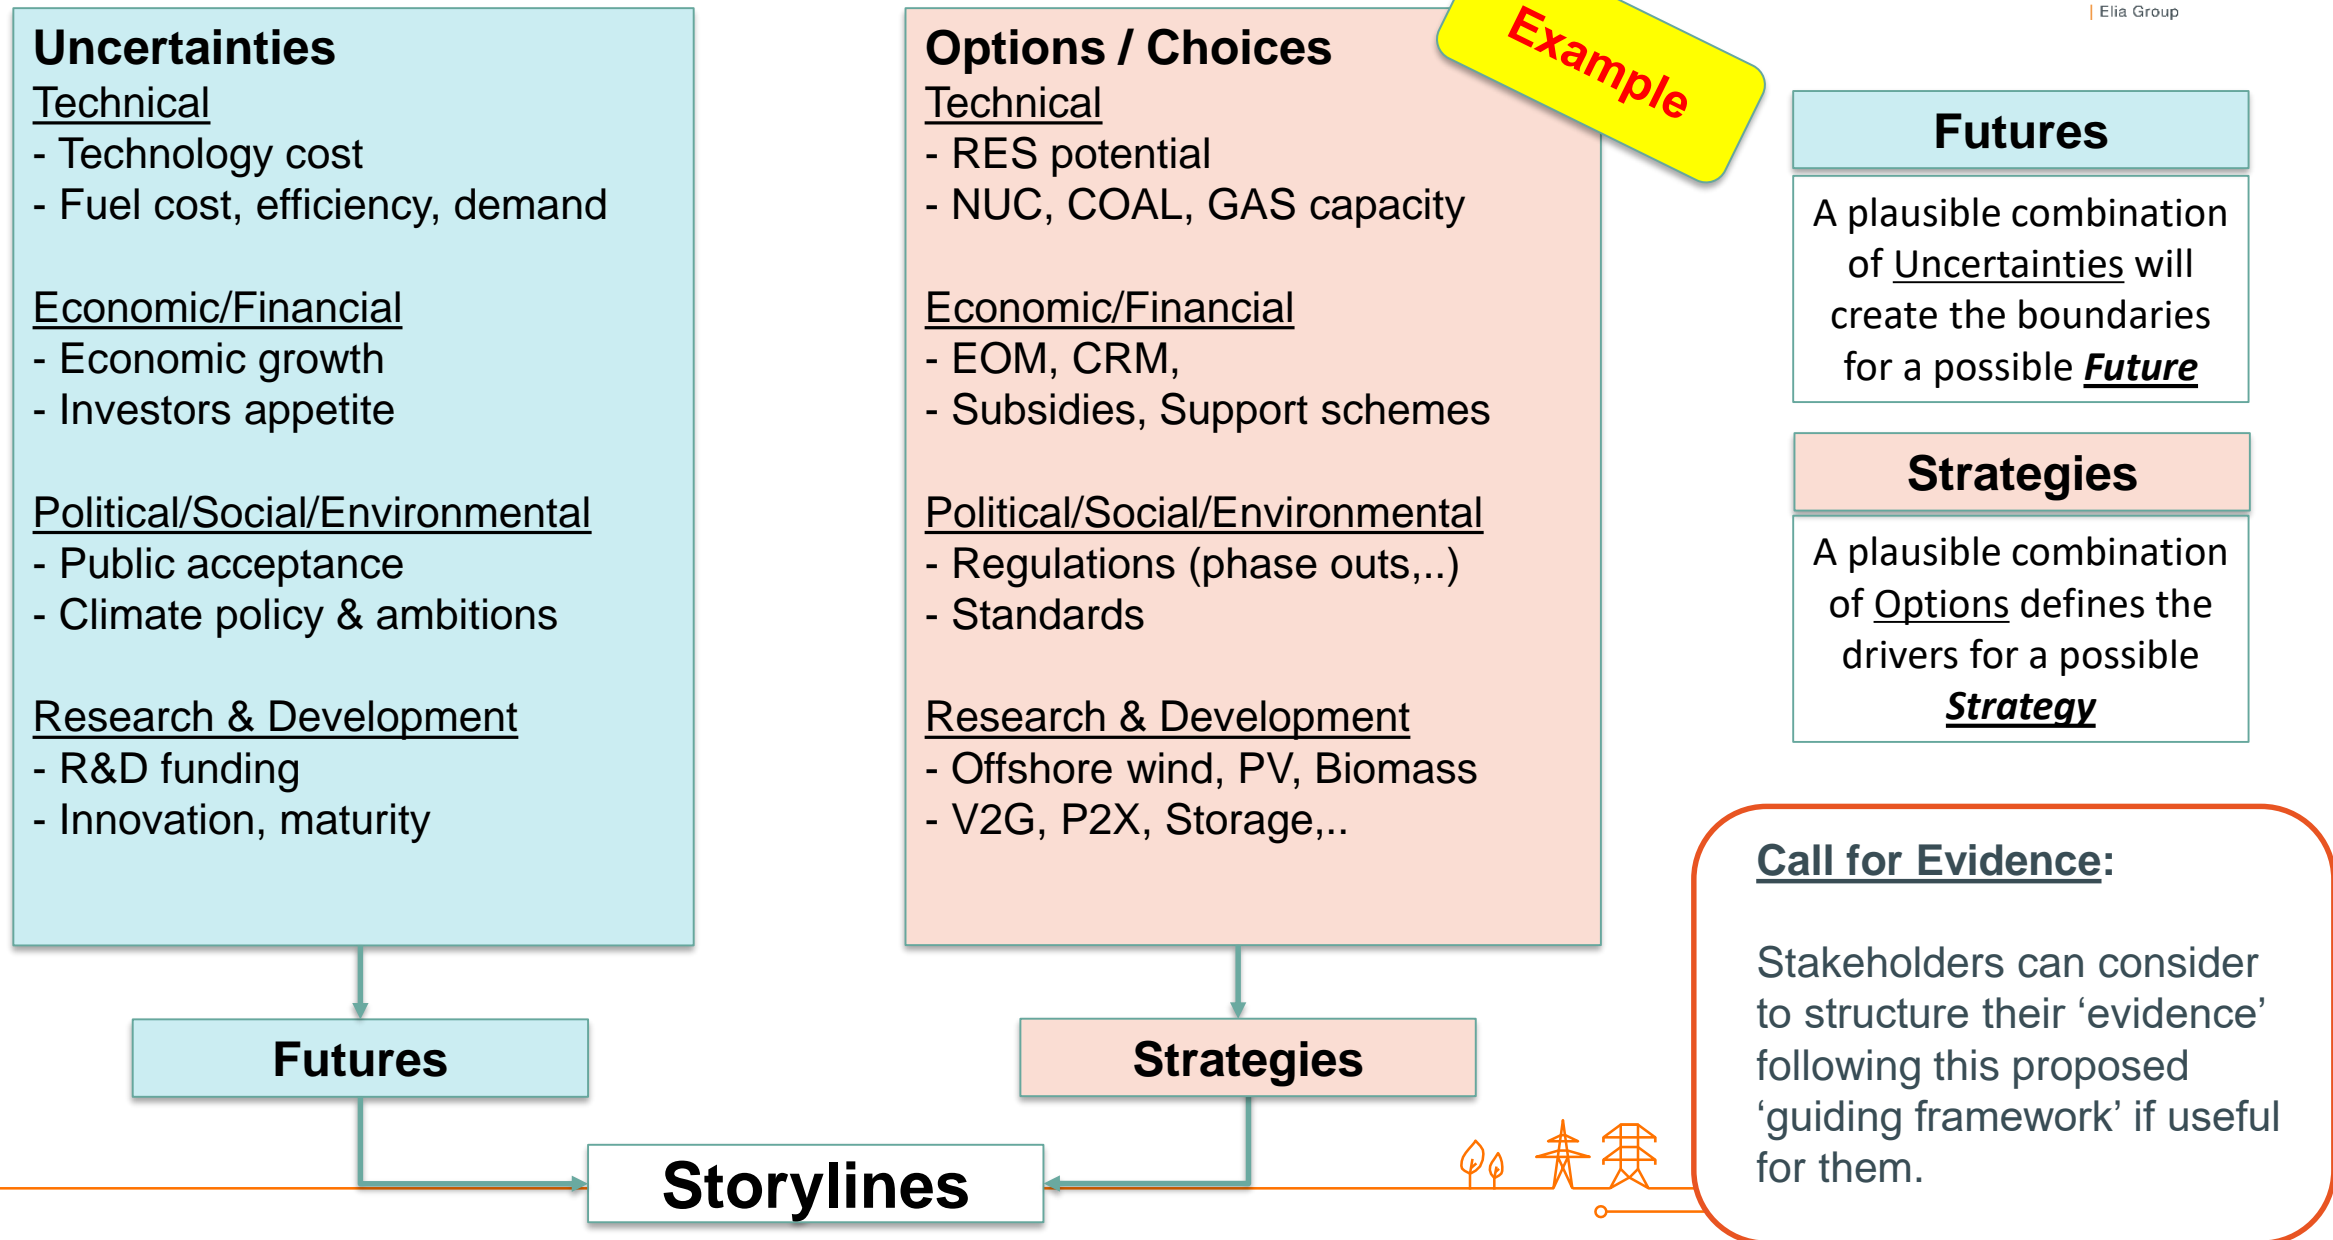 Uncertainties
Technical
- Technology cost
- Fuel cost, efficiency, demand
Economic/Financial
- Economic growth
- Investors appetite
Political/Social/Environmental
- Public acceptance
- Climate policy & ambitions
Research & Development
- R&D funding
- Innovation, maturity
Options / Choices
Technical
- RES potential
- NUC, COAL, GAS capacity
Economic/Financial
- EOM, CRM,
- Subsidies, Support schemes
Political/Social/Environmental
- Regulations (phase outs,..)
- Standards
Research & Development
- Offshore wind, PV, Biomass
- V2G, P2X, Storage,..
Example
| Elia Group
Futures
A plausible combination
of Uncertainties will
create the boundaries
for a possible Future
Strategies
A plausible combination
of Options defines the
drivers for a possible
Strategy
Futures
Strategies
Storylines
Call for Evidence:
Stakeholders can consider
to structure their ‘evidence’
following this proposed
‘guiding framework’ if useful
for them.